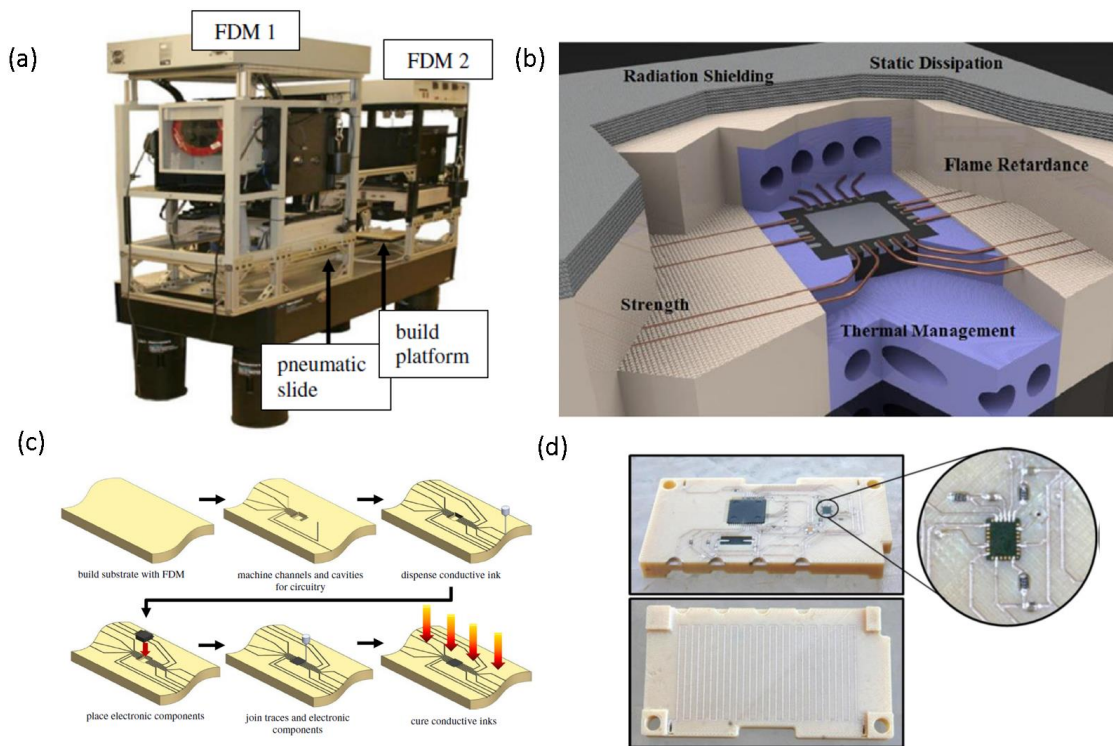 (a)
FDM 1
FDM 2
pneumatic
slide
build
platform
(b)
Radiation Shielding
Static Dissipation
Flame Retardance
Strength
Thermal Management
(c)
build substrate with FDM
machine channels and cavities
for circuitry
dispense conductive ink
place electronic components
join traces and electronic
components
cure conductive inks
(d)